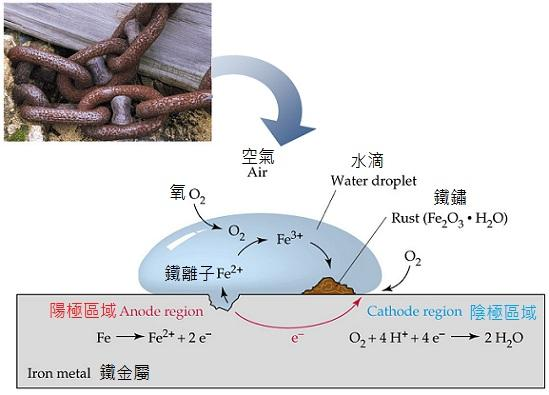 空氣
Air
水滴
Water droplet
氧 O₂
鐵鏽
Rust (Fe₂O₃ • H₂O)
O₂
Fe³⁺
O₂
鐵離子 Fe²⁺
陽極區域 Anode region
Cathode region 陰極區域
Fe ⟶ Fe²⁺ + 2 e⁻
e⁻
O₂ + 4 H⁺ + 4 e⁻ ⟶ 2 H₂O
Iron metal 鐵金屬